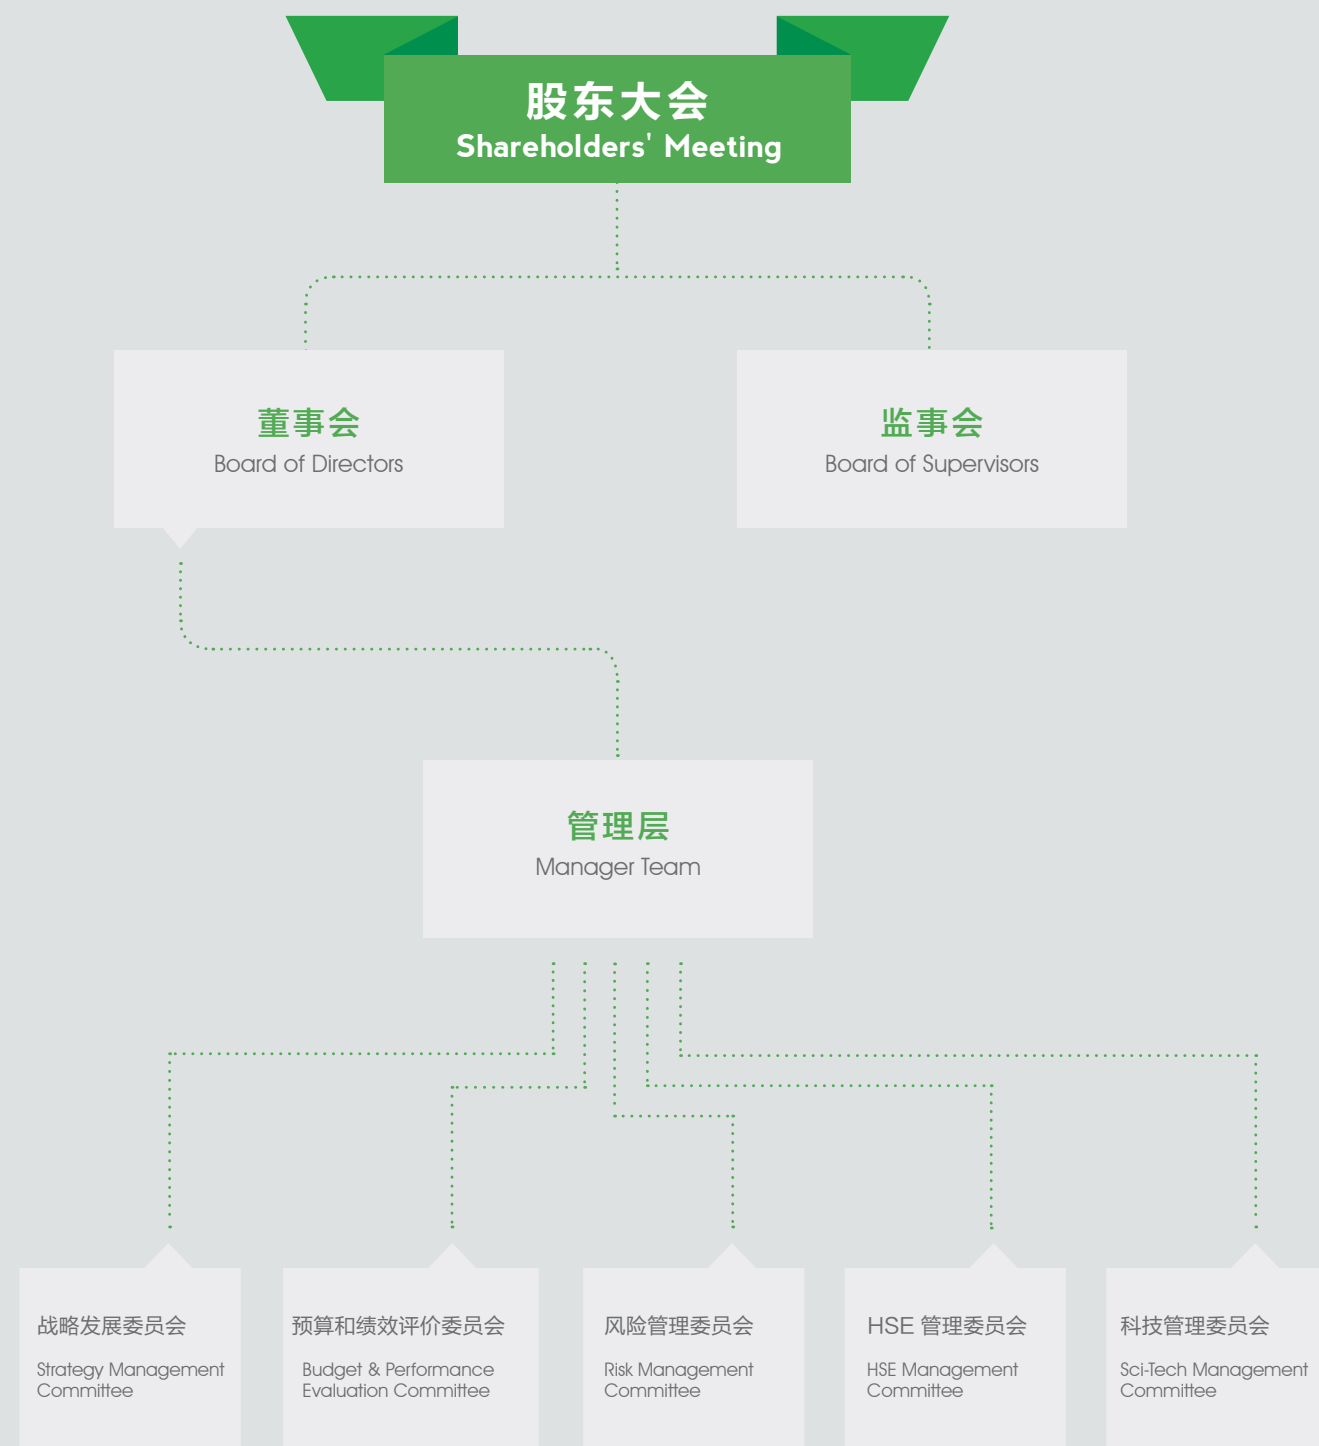 股东大会
Shareholders' Meeting
董事会
Board of Directors
监事会
Board of Supervisors
管理层
Manager Team
战略发展委员会
Strategy Management
Committee
预算和绩效评价委员会
Budget & Performance
Evaluation Committee
风险管理委员会
Risk Management
Committee
HSE 管理委员会
HSE Management
Committee
科技管理委员会
Sci-Tech Management
Committee